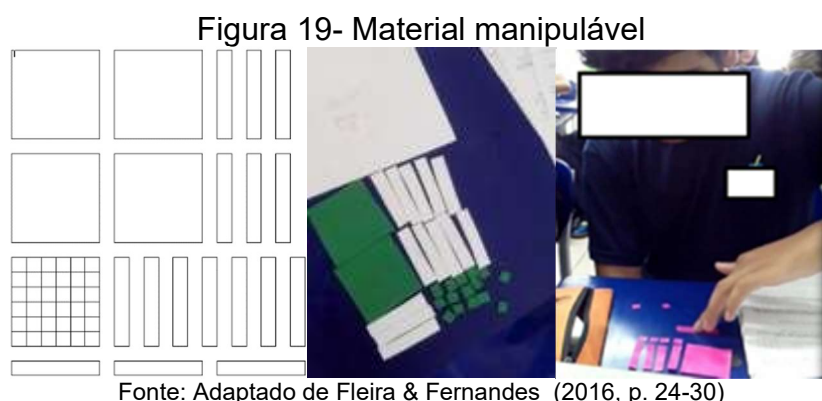 Figura 19- Material manipulável
Fonte: Adaptado de Fleira & Fernandes (2016, p. 24-30)